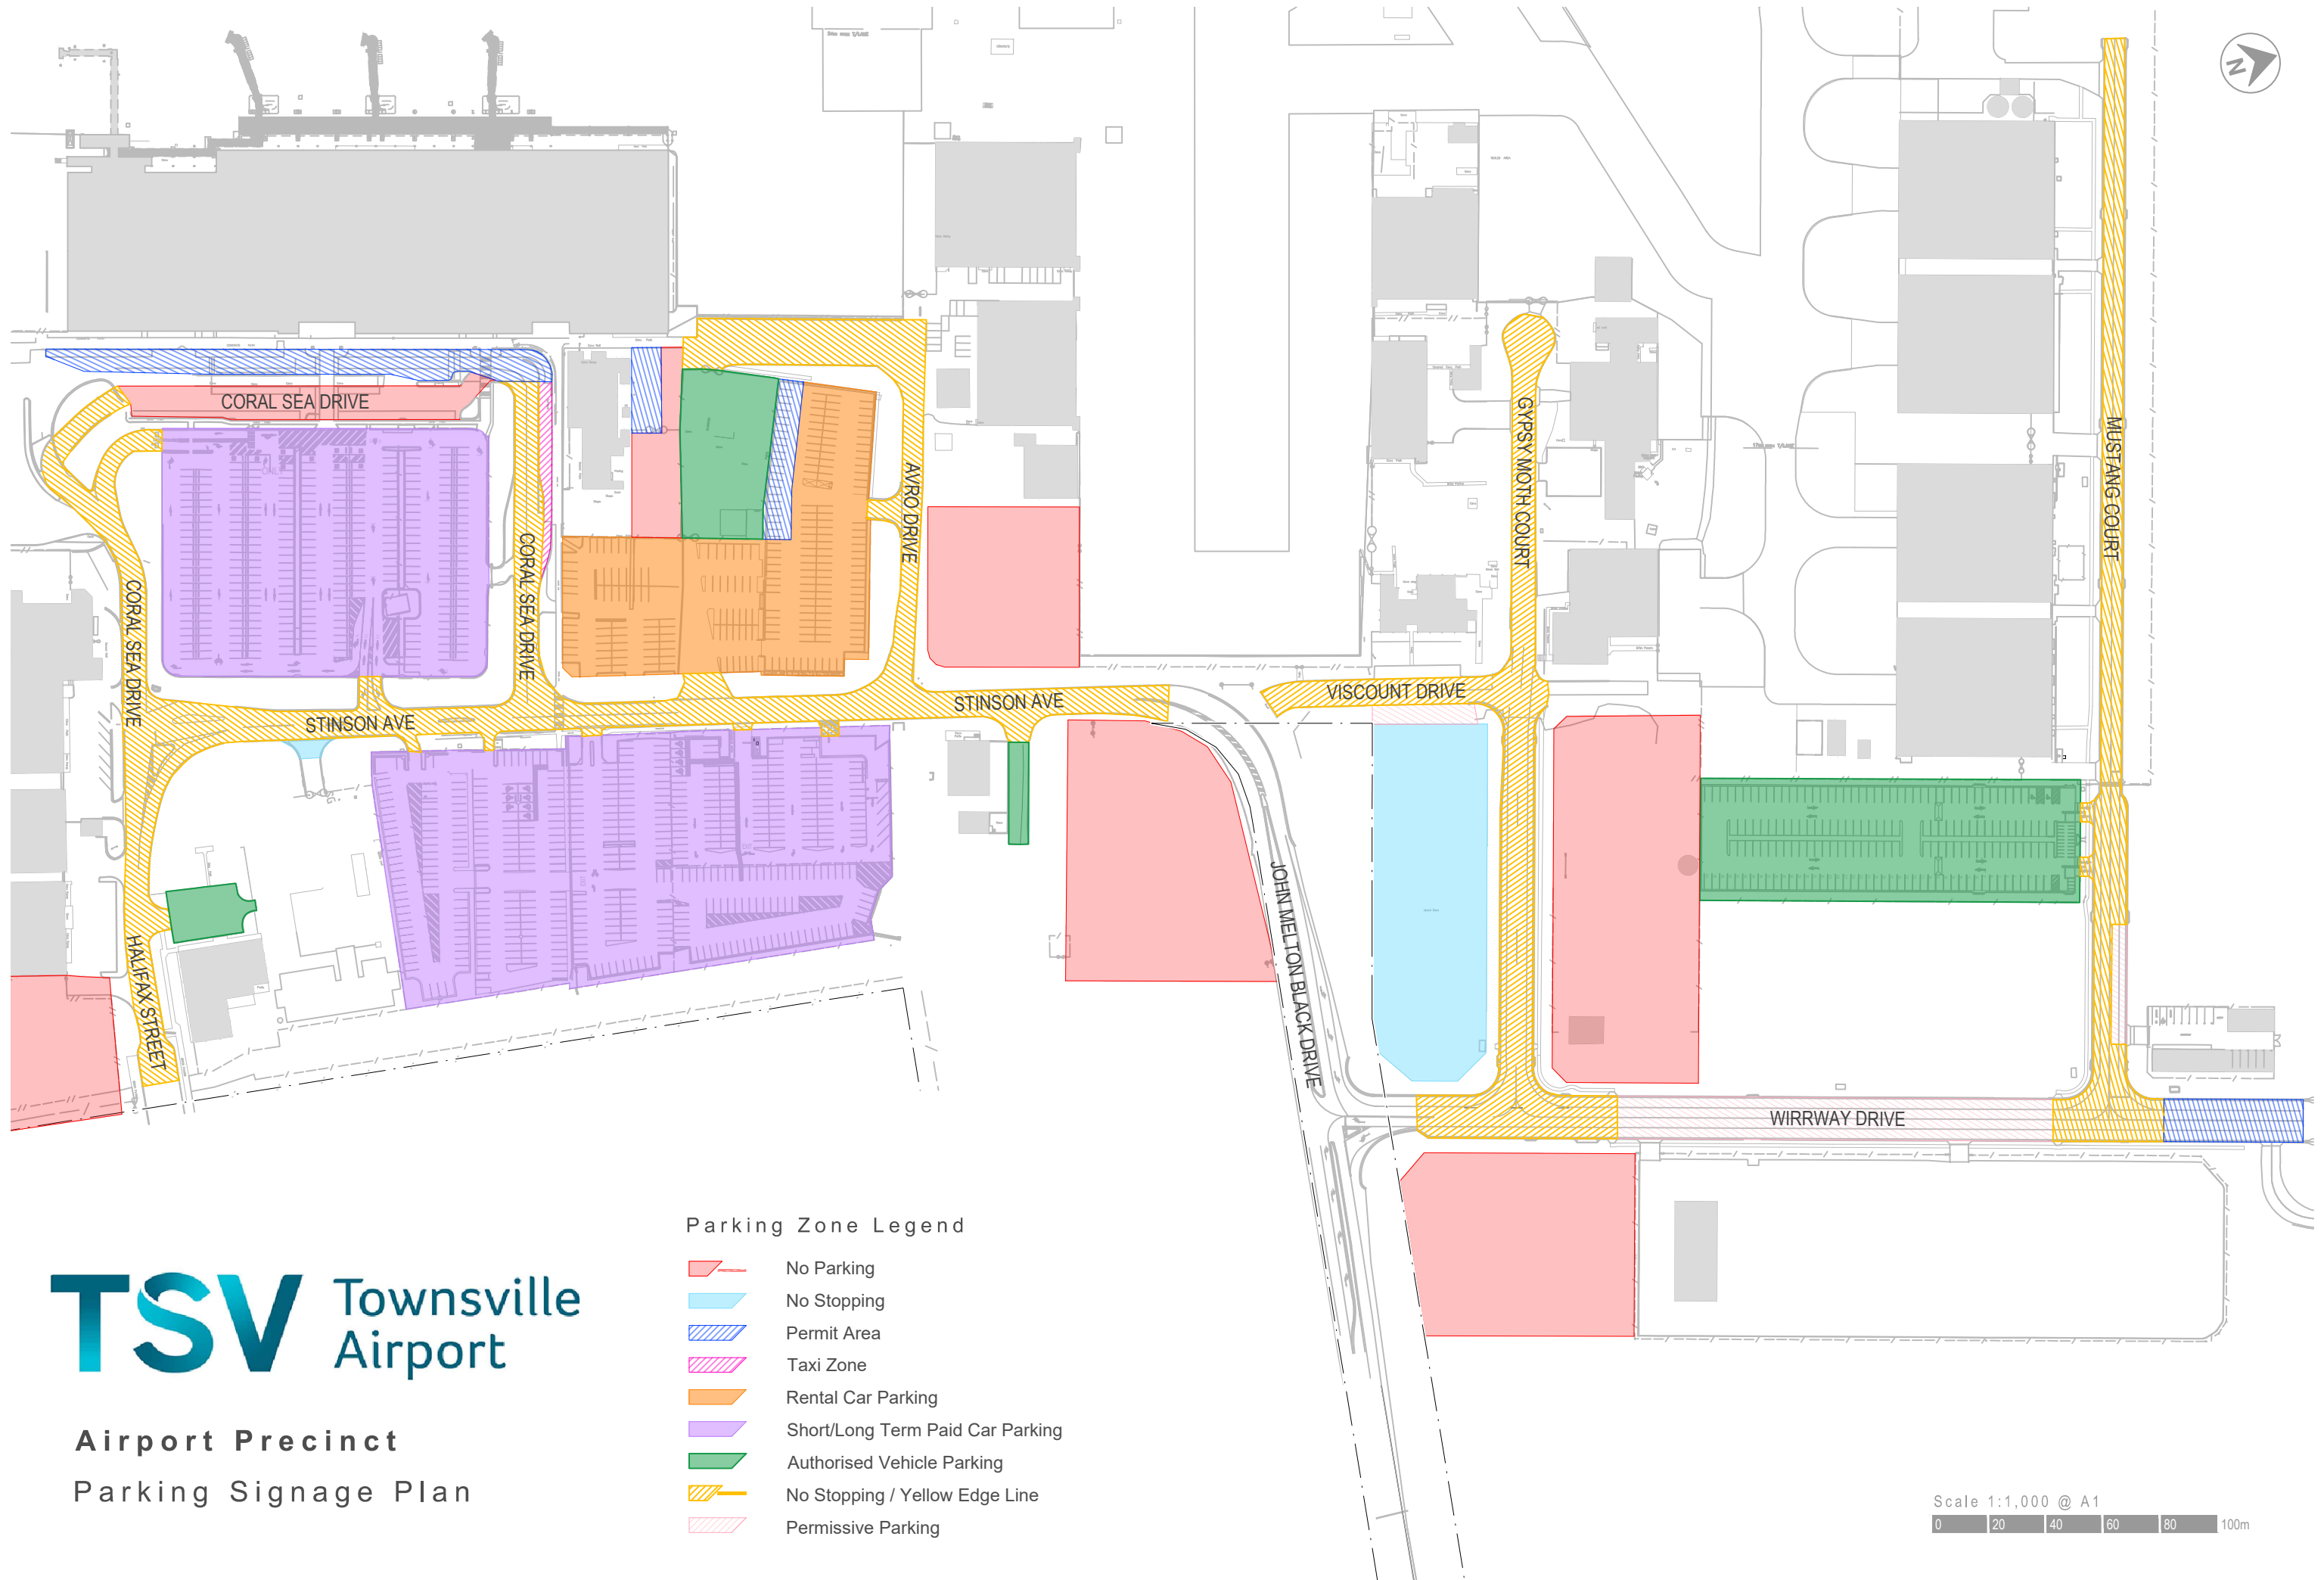 N
CORAL SEA DRIVE
CORAL SEA DRIVE
CORAL SEA DRIVE
AVRO DRIVE
GYPSY MOTH COURT
MUSTANG COURT
STINSON AVE
STINSON AVE
VISCOUNT DRIVE
HALIFAX STREET
JOHN MELTON BLACK DRIVE
WIRRWAY DRIVE
TSV Townsville
Airport
Airport Precinct
Parking Signage Plan
Parking Zone Legend
No Parking
No Stopping
Permit Area
Taxi Zone
Rental Car Parking
Short/Long Term Paid Car Parking
Authorised Vehicle Parking
No Stopping / Yellow Edge Line
Permissive Parking
Scale 1:1,000 @ A1
0 20 40 60 80 100m